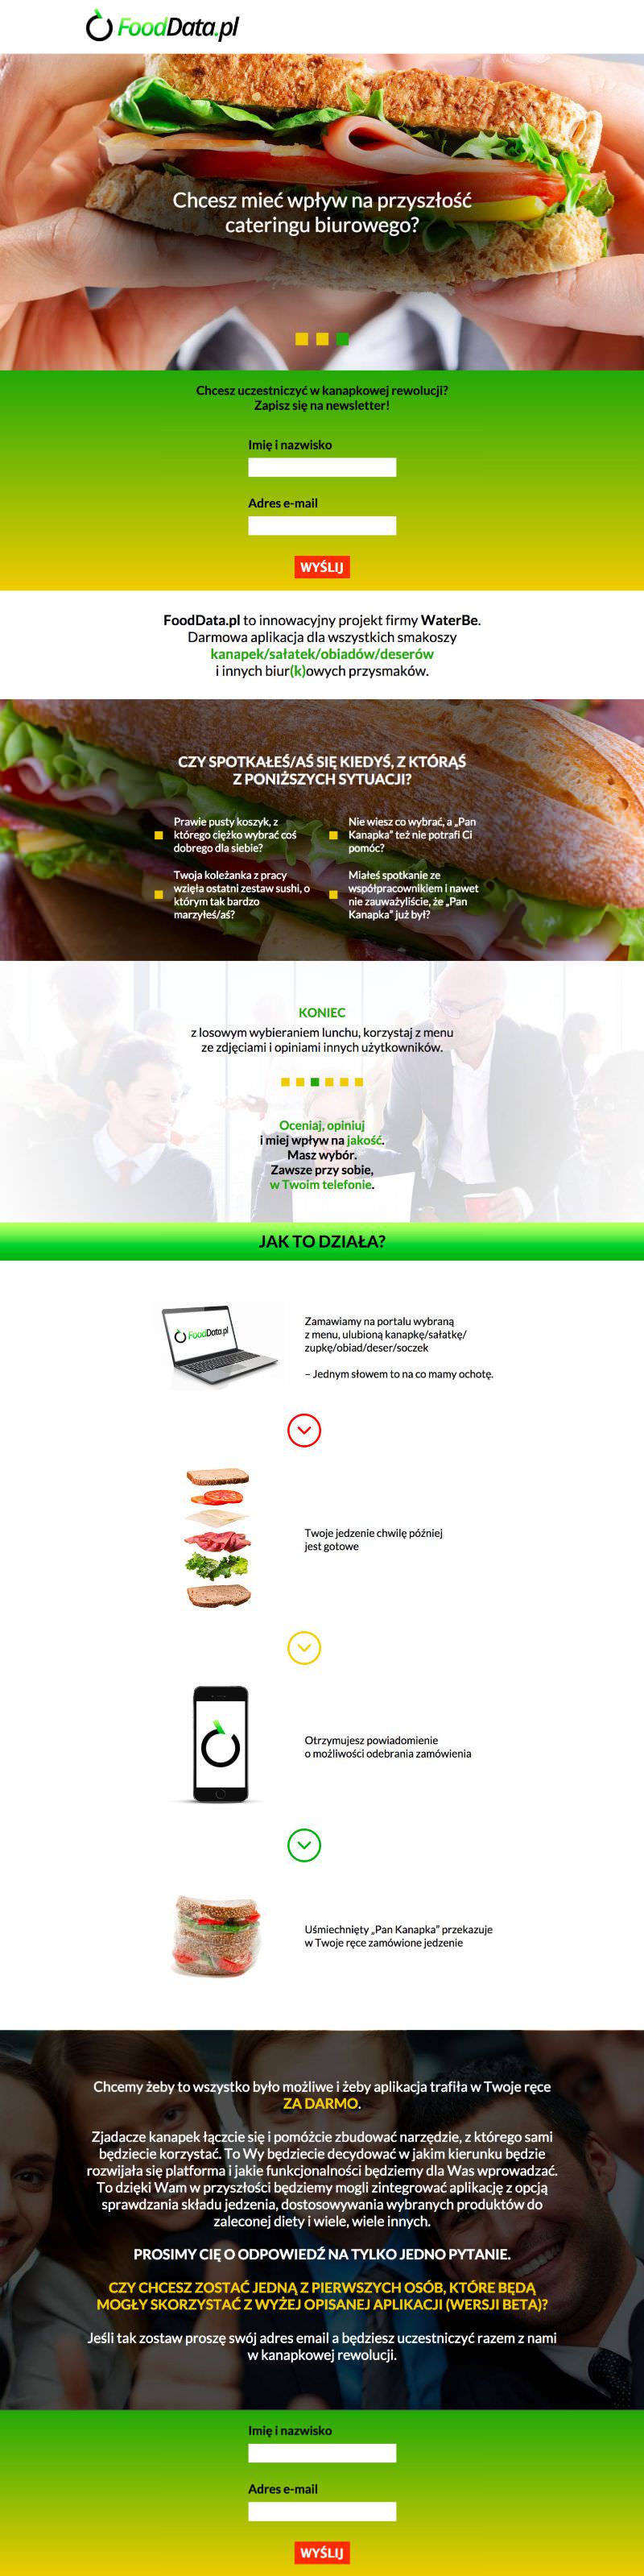 FoodData.pl
Chcesz mieć wpływ na przyszłość
cateringu biurowego?
Chcesz uczestniczyć w kanapkowej rewolucji?
Zapisz się na newsletter!
Imię i nazwisko
Adres e-mail
WYŚLIJ
FoodData.pl to innowacyjny projekt firmy WaterBe.
Darmowa aplikacja dla wszystkich smakoszy
kanapek/sałatek/obiadów/deserów
i innych biur(k)owych przysmaków.
CZY SPOTKAŁEŚ/AŚ SIĘ KIEDYŚ, Z KTÓRĄŚ
Z PONIŻSZYCH SYTUACJI?
Prawie pusty koszyk, z
którego ciężko wybrać coś
dobrego dla siebie?
Nie wiesz co wybrać, a „Pan
Kanapka” też nie potrafi Ci
pomóc?
Twoja koleżanka z pracy
wzięła ostatni zestaw sushi, o
którym tak bardzo
marzyłeś/aś?
Miałeś spotkanie ze
współpracownikiem i nawet
nie zauważyliście, że „Pan
Kanapka” już był?
KONIEC
z losowym wybieraniem lunchu, korzystaj z menu
ze zdjęciami i opiniami innych użytkowników.
Oceniaj, opiniuj
i miej wpływ na jakość.
Masz wybór.
Zawsze przy sobie,
w Twoim telefonie.
JAK TO DZIAŁA?
FoodData.pl
Zamawiamy na portalu wybraną
z menu, ulubioną kanapkę/sałatkę/
zupkę/obiad/deser/soczek
– Jednym słowem to na co mamy ochotę.
Twoje jedzenie chwilę później
jest gotowe
Otrzymujesz powiadomienie
o możliwości odebrania zamówienia
Uśmiechnięty „Pan Kanapka” przekazuje
w Twoje ręce zamówione jedzenie
Chcemy żeby to wszystko było możliwe i żeby aplikacja trafiła w Twoje ręce
ZA DARMO.
Zjadacze kanapek łączcie się i pomóżcie zbudować narzędzie, z którego sami
będziecie korzystać. To Wy będziecie decydować w jakim kierunku będzie
rozwijała się platforma i jakie funkcjonalności będziemy dla Was wprowadzać.
To dzięki Wam w przyszłości będziemy mogli zintegrować aplikację z opcją
sprawdzania składu jedzenia, dostosowywania wybranych produktów do
zaleconej diety i wiele, wiele innych.
PROSIMY CIĘ O ODPOWIEDŹ NA TYLKO JEDNO PYTANIE.
CZY CHCESZ ZOSTAĆ JEDNĄ Z PIERWSZYCH OSÓB, KTÓRE BĘDĄ
MOGŁY SKORZYSTAĆ Z WYŻEJ OPISANEJ APLIKACJI (WERSJI BETA)?
Jeśli tak zostaw proszę swój adres email a będziesz uczestniczyć razem z nami
w kanapkowej rewolucji.
Imię i nazwisko
Adres e-mail
WYŚLIJ